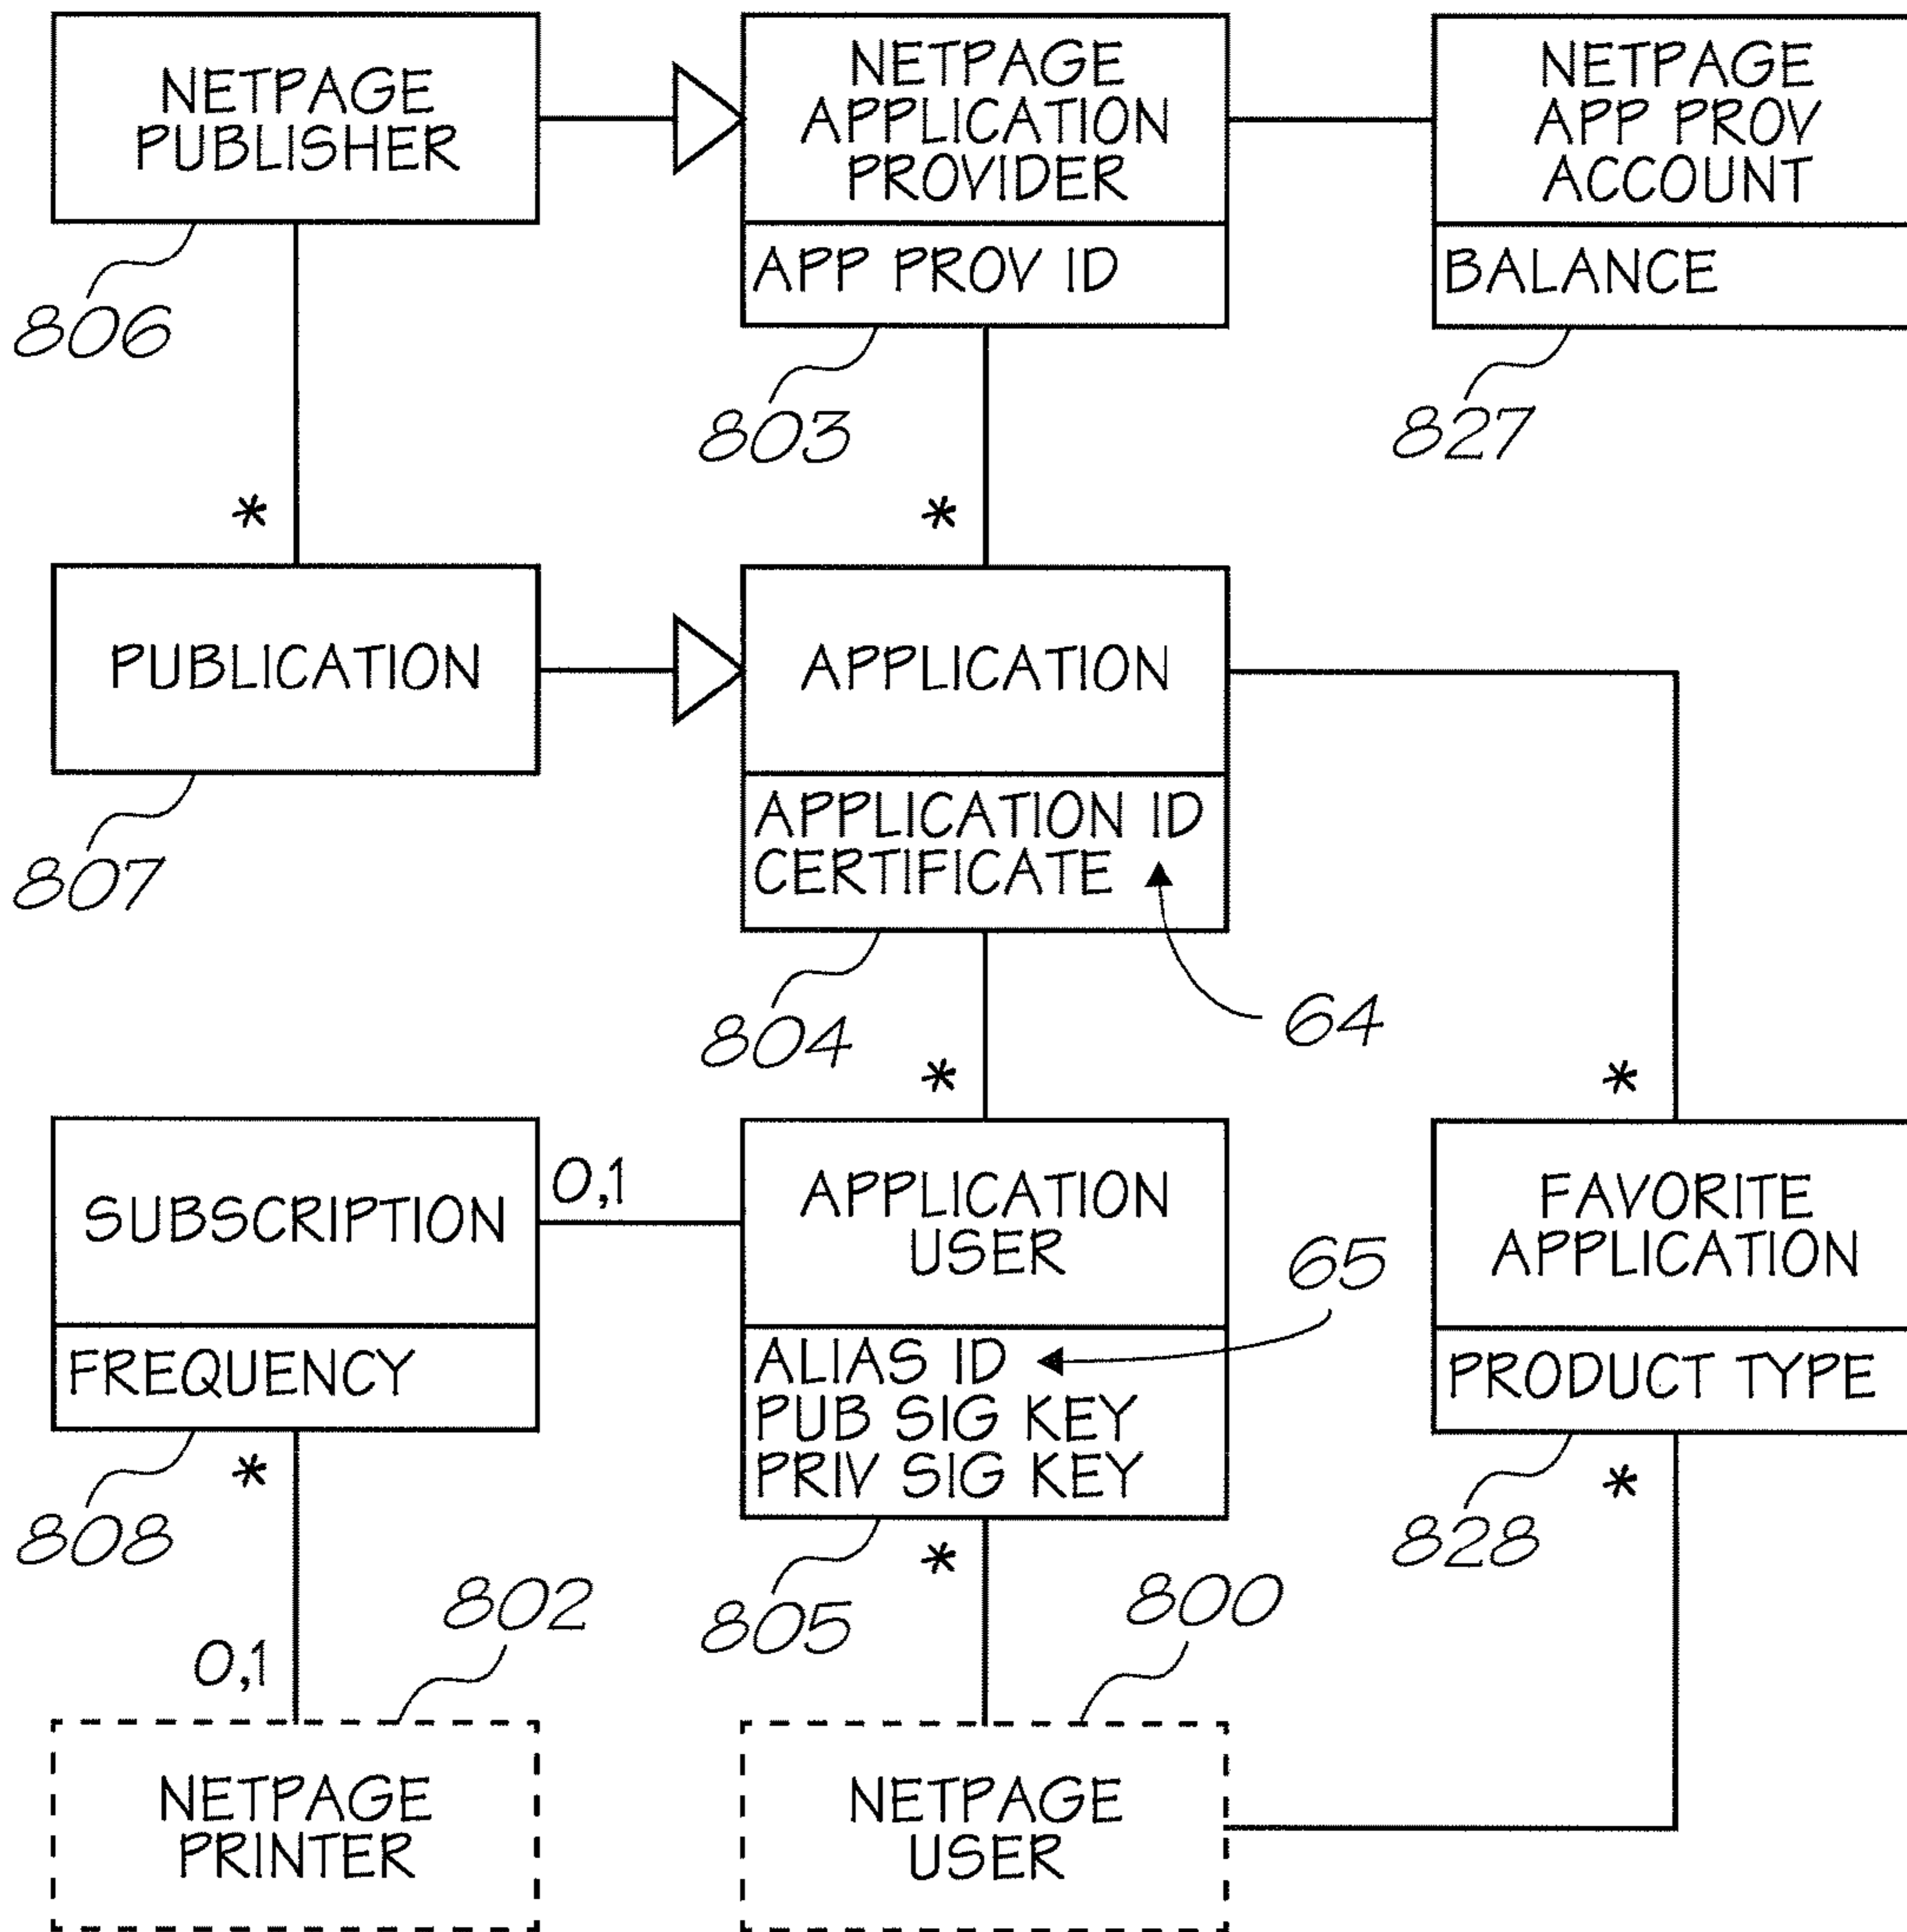 NETPAGE
PUBLISHER
806
NETPAGE
APPLICATION
PROVIDER
APP PROV ID
803
NETPAGE
APP PROV
ACCOUNT
BALANCE
827
*
*
PUBLICATION
807
APPLICATION
APPLICATION ID
CERTIFICATE
64
804
*
*
SUBSCRIPTION
FREQUENCY
0,1
808
*
APPLICATION
USER
ALIAS ID
PUB SIG KEY
PRIV SIG KEY
65
805
*
FAVORITE
APPLICATION
PRODUCT TYPE
828
*
802
0,1
NETPAGE
PRINTER
800
NETPAGE
USER